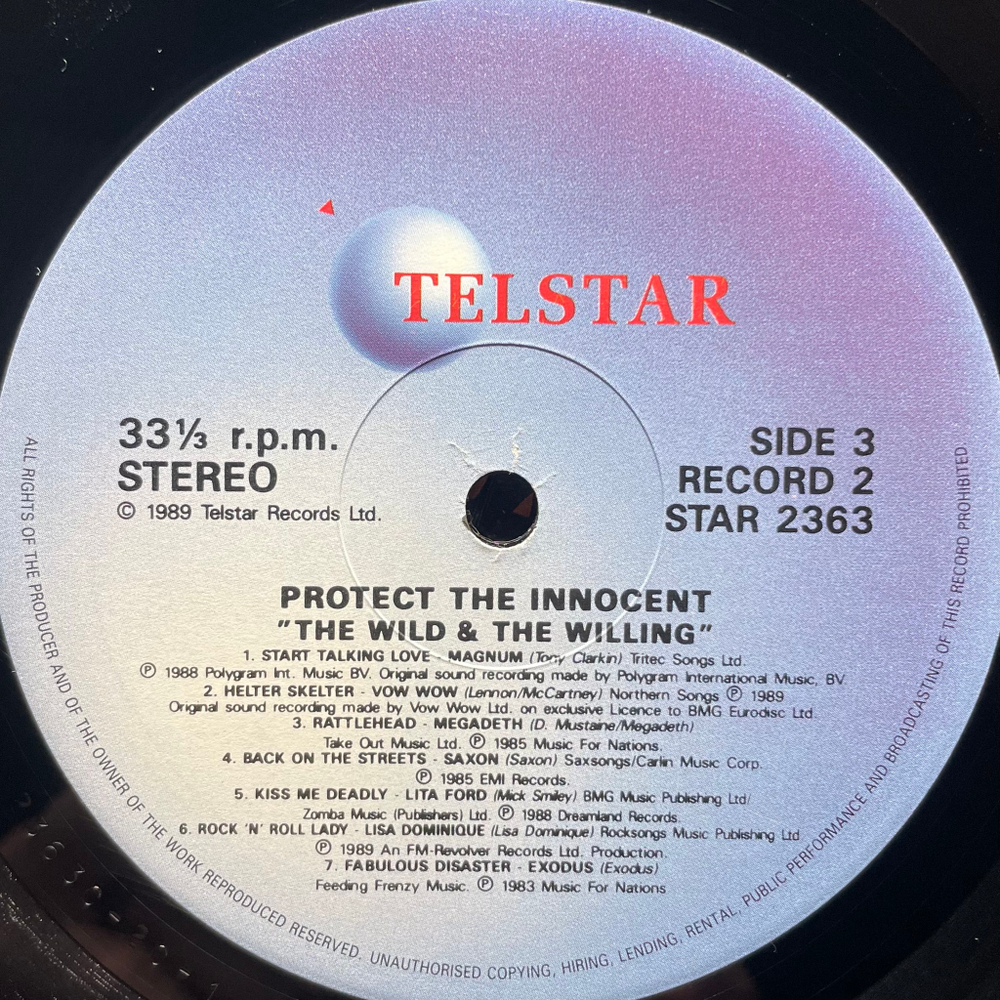 TELSTAR
33⅓ r.p.m.
STEREO
© 1989 Telstar Records Ltd.
SIDE 3
RECORD 2
STAR 2363
PROTECT THE INNOCENT
"THE WILD & THE WILLING"
1. START TALKING LOVE - MAGNUM (Tony Clarkin) Tritec Songs Ltd.
℗ 1988 Polygram Int. Music BV. Original sound recording made by Polygram International Music, BV
2. HELTER SKELTER - VOW WOW (Lennon/McCartney) Northern Songs ℗ 1989
Original sound recording made by Vow Wow Ltd. on exclusive Licence to BMG Eurodisc Ltd.
3. RATTLEHEAD - MEGADETH (D. Mustaine/Megadeth)
Take Out Music Ltd. ℗ 1985 Music For Nations.
4. BACK ON THE STREETS - SAXON (Saxon) Saxsongs/Carlin Music Corp.
℗ 1985 EMI Records.
5. KISS ME DEADLY - LITA FORD (Mick Smiley) BMG Music Publishing Ltd/
Zomba Music (Publishers) Ltd. ℗ 1988 Dreamland Records.
6. ROCK 'N' ROLL LADY - LISA DOMINIQUE (Lisa Dominique) Rocksongs Music Publishing Ltd
℗ 1989 An FM-Revolver Records Ltd. Production.
7. FABULOUS DISASTER - EXODUS (Exodus)
Feeding Frenzy Music. ℗ 1983 Music For Nations
ALL RIGHTS OF THE PRODUCER AND OF THE OWNER OF THE WORK REPRODUCED RESERVED. UNAUTHORISED COPYING, HIRING, LENDING, RENTAL, PUBLIC PERFORMANCE AND BROADCASTING OF THIS RECORD PROHIBITED